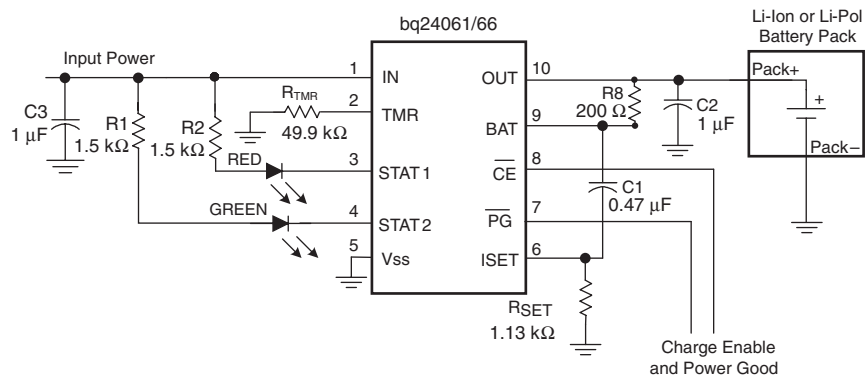 bq24061/66
Li-Ion or Li-Pol
Battery Pack
Input Power
1
IN
OUT
10
Pack+
C3
1 μF
R1
1.5 kΩ
R2
1.5 kΩ
RTMR
49.9 kΩ
2
TMR
BAT
9
R8
200 Ω
C2
1 μF
+
Pack−
RED
3
STAT1
CE
8
C1
0.47 μF
GREEN
4
STAT2
PG
7
5
Vss
ISET
6
RSET
1.13 kΩ
Charge Enable
and Power Good